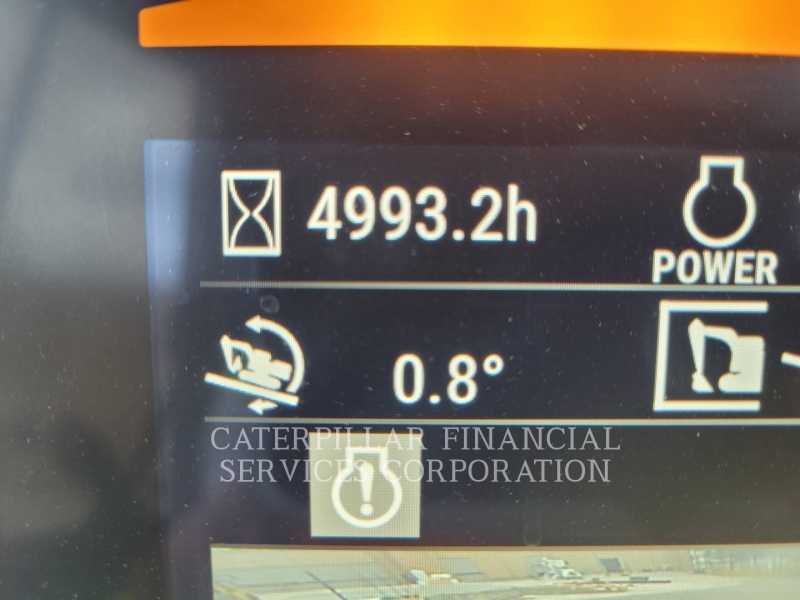 4993.2h
POWER
0.8°
CATERPILLAR FINANCIAL
SERVICES CORPORATION
!